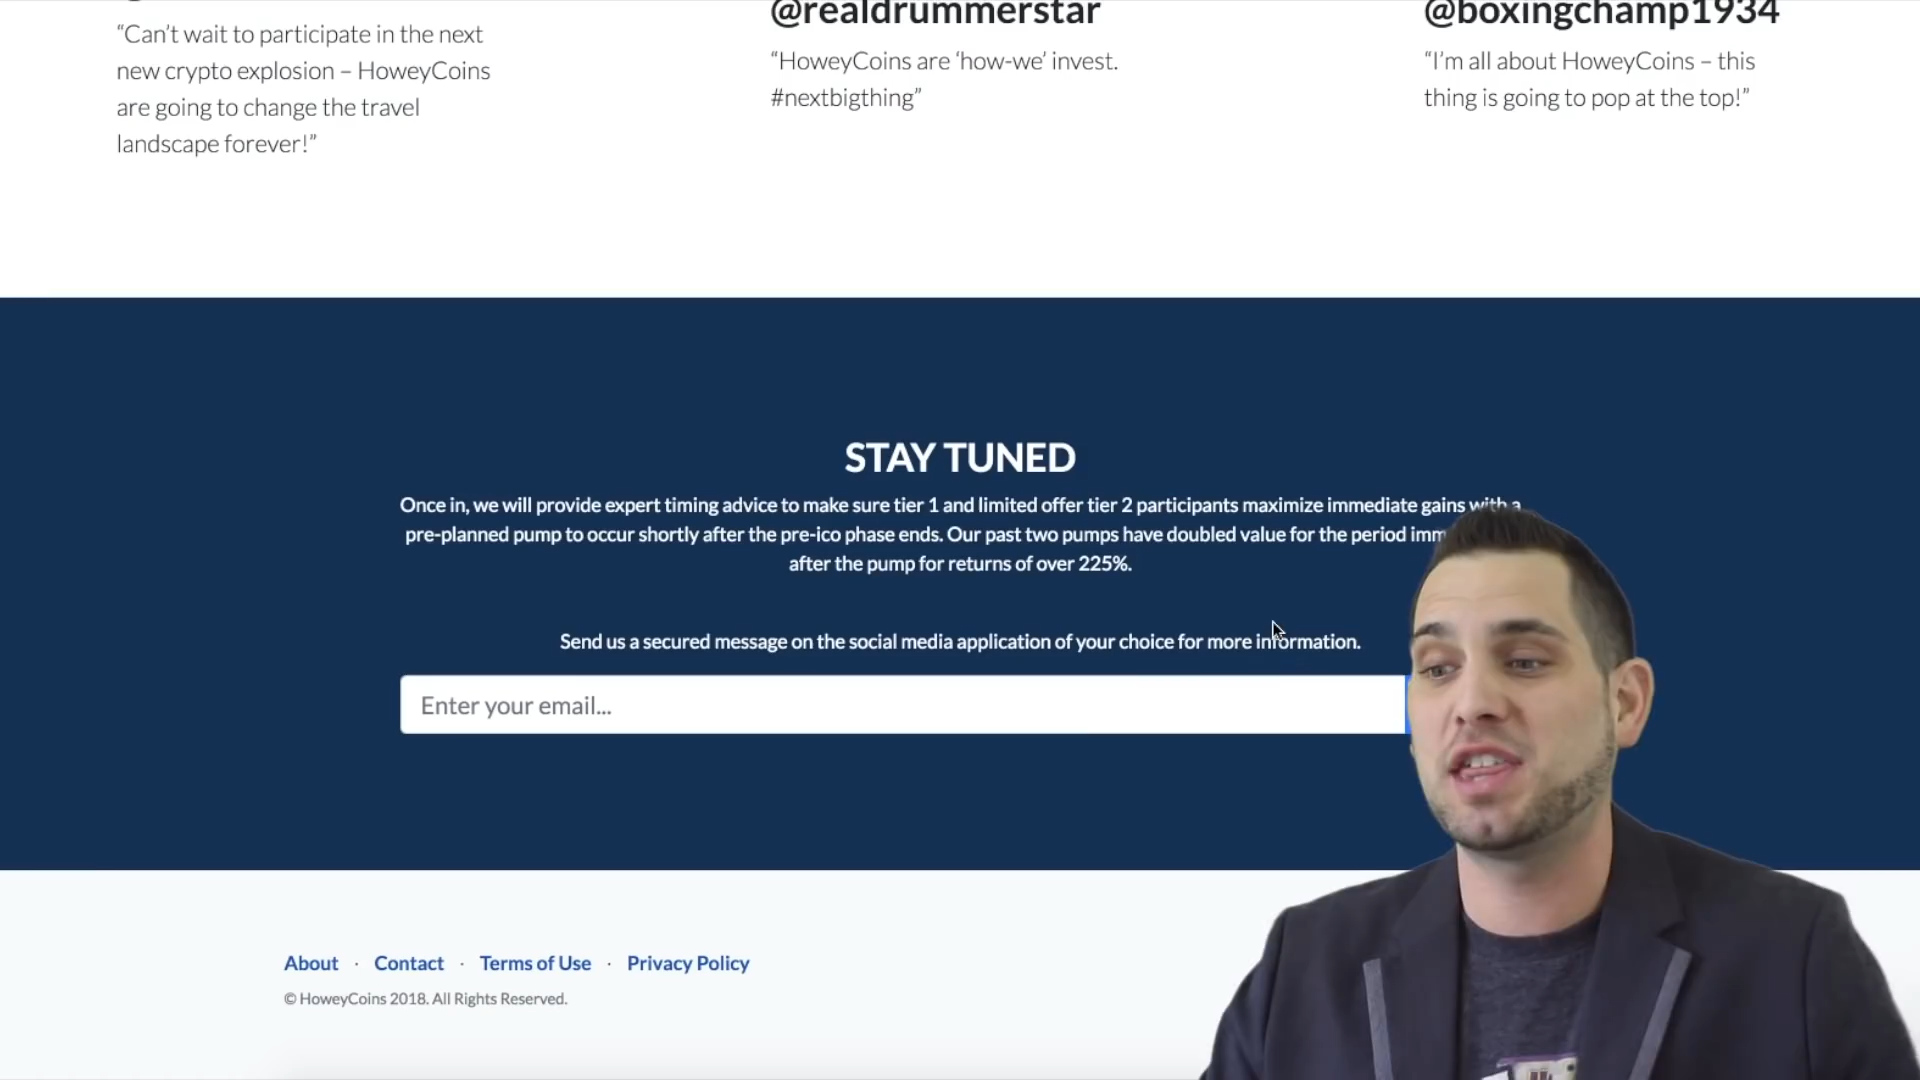 @realdrummerstar
@boxingchamp1934
“Can’t wait to participate in the next
new crypto explosion – HoweyCoins
are going to change the travel
landscape forever!”
“HoweyCoins are ‘how-we’ invest.
#nextbigthing”
“I’m all about HoweyCoins – this
thing is going to pop at the top!”
STAY TUNED
Once in, we will provide expert timing advice to make sure tier 1 and limited offer tier 2 participants maximize immediate gains with a
pre-planned pump to occur shortly after the pre-ico phase ends. Our past two pumps have doubled value for the period
after the pump for returns of over 225%.
Send us a secured message on the social media application of your choice for more information.
Enter your email...
About · Contact · Terms of Use · Privacy Policy
© HoweyCoins 2018. All Rights Reserved.